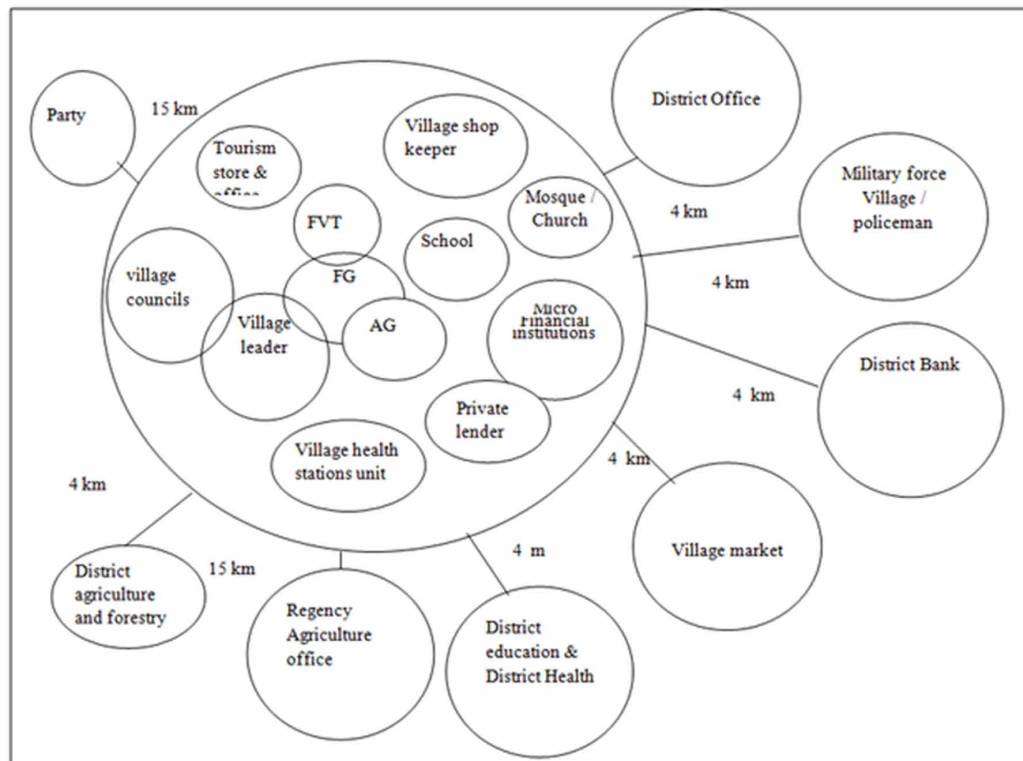 Party
15 km
Tourism
store &
Village shop
keeper
District Office
Military force
Village /
policeman
Mosque /
Church
4 km
FVT
School
village
councils
FG
4 km
Village
leader
AG
Micro
Financial
institutions
District Bank
4 km
Private
lender
Village health
stations unit
4 km
4 km
Village market
4 m
15 km
District
agriculture
and forestry
Regency
Agriculture
office
District
education &
District Health